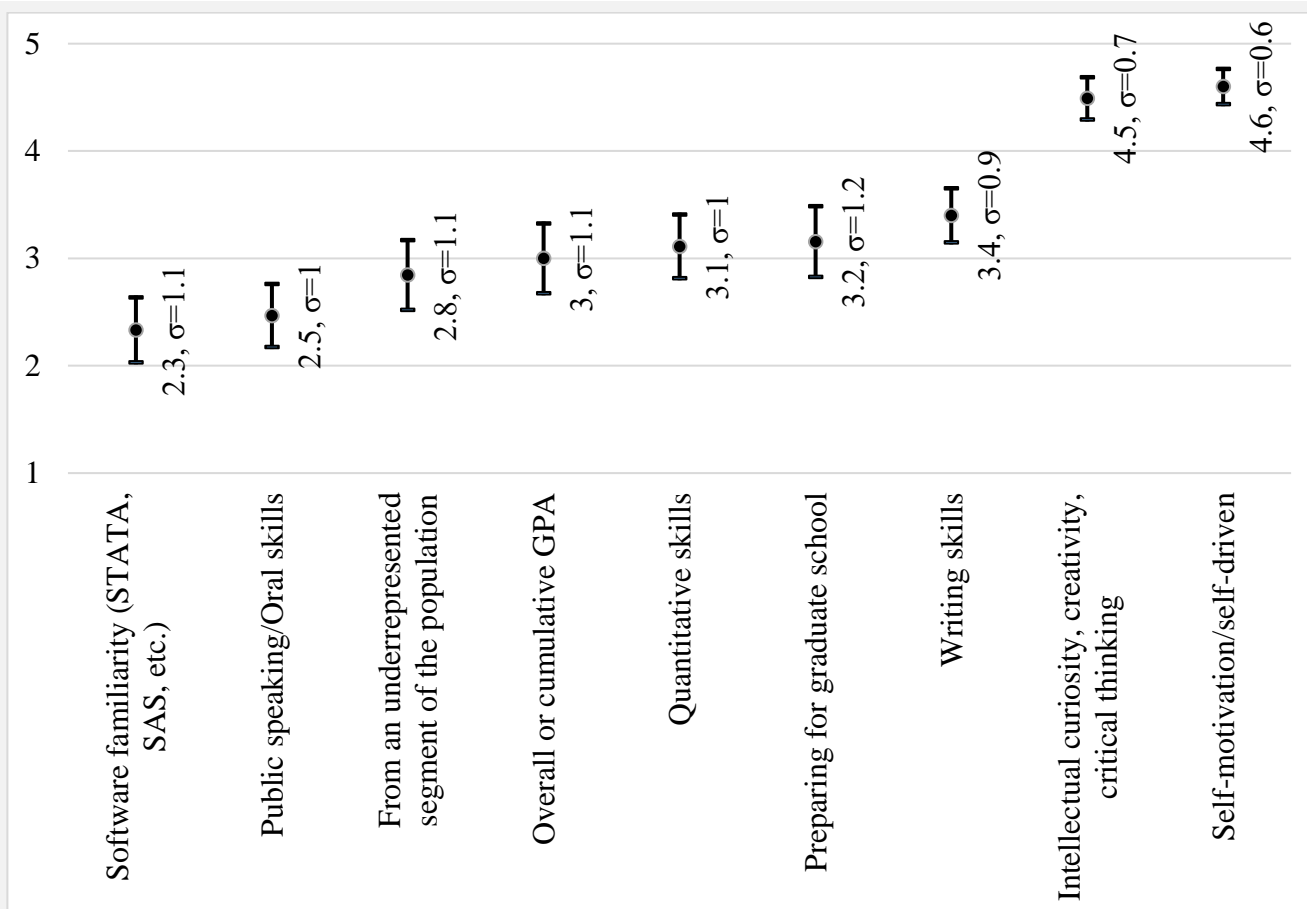 5
4
3
2
1
2.3, σ=1.1
2.5, σ=1
2.8, σ=1.1
3, σ=1.1
3.1, σ=1
3.2, σ=1.2
3.4, σ=0.9
4.5, σ=0.7
4.6, σ=0.6
Software familiarity (STATA,
SAS, etc.)
Public speaking/Oral skills
From an underrepresented
segment of the population
Overall or cumulative GPA
Quantitative skills
Preparing for graduate school
Writing skills
Intellectual curiosity, creativity,
critical thinking
Self-motivation/self-driven